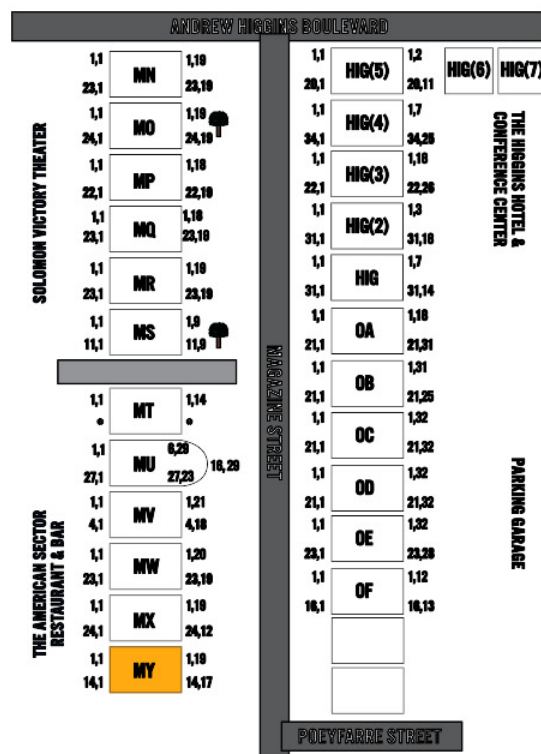 ANDREW HIGGINS BOULEVARD
1,1 MN 1,19
23,1 23,19
1,1 MO 1,19
24,1 24,19
1,1 MP 1,18
22,1 22,19
1,1 MQ 1,18
23,1 23,19
1,1 MR 1,19
23,1 23,19
1,1 MS 1,9
11,1 11,9
SOLOMON VICTORY THEATER
1,1 MT 1,14
1,1 MU 6,29
27,1 27,23 16,29
1,1 MV 1,21
4,1 4,18
1,1 MW 1,20
23,1 23,19
1,1 MX 1,19
24,1 24,12
1,1 MY 1,19
14,1 14,17
THE AMERICAN SECTOR
RESTAURANT & BAR
MAGAZINE STREET
1,1 HIG(5) 1,2
20,11
HIG(6) HIG(7)
1,1 HIG(4) 1,7
34,1 34,25
1,1 HIG(3) 1,16
22,1 22,26
1,1 HIG(2) 1,3
31,1 31,16
1,1 HIG 1,7
31,1 31,14
1,1 OA 1,16
21,1 21,31
1,1 OB 1,31
21,1 21,25
1,1 OC 1,32
21,1 21,32
1,1 OD 1,32
21,1 21,32
1,1 OE 1,32
23,1 23,28
1,1 OF 1,12
16,1 16,13
THE HIGGINS HOTEL &
CONFERENCE CENTER
PARKING GARAGE
POEYFARRE STREET